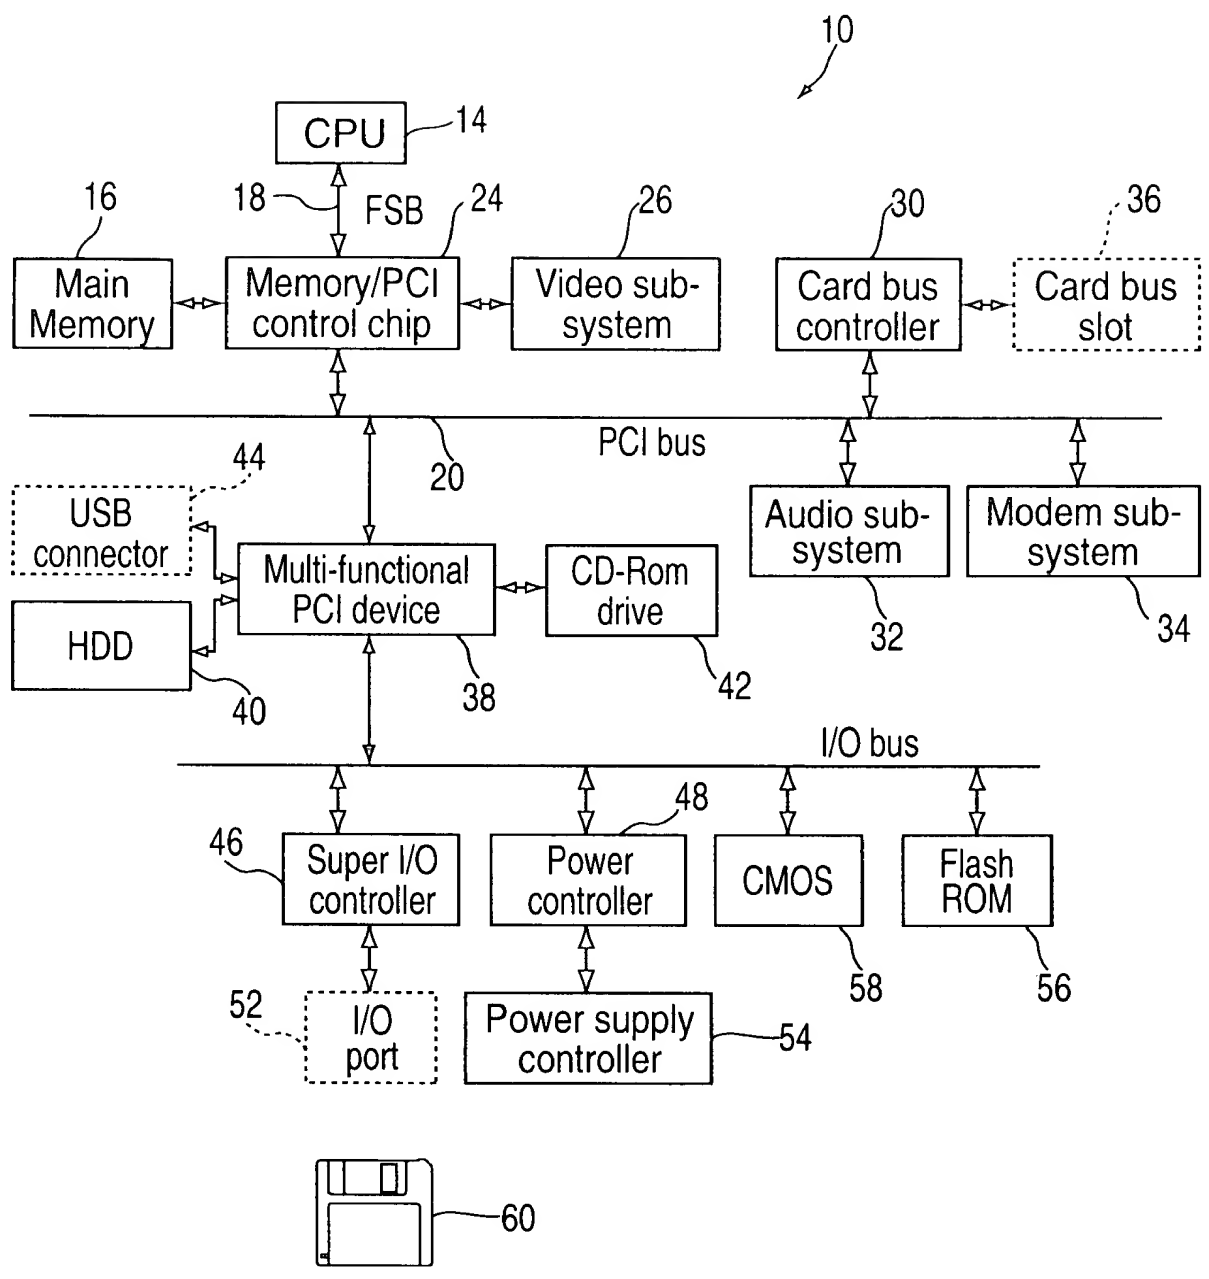 10
CPU
14
18
FSB
16
24
26
30
36
Main
Memory
Memory/PCI
control chip
Video sub-
system
Card bus
controller
Card bus
slot
PCI bus
20
44
USB
connector
Multi-functional
PCI device
CD-Rom
drive
Audio sub-
system
Modem sub-
system
HDD
40
38
42
32
34
I/O bus
46
48
Super I/O
controller
Power
controller
CMOS
Flash
ROM
58
56
52
I/O
port
Power supply
controller
54
60